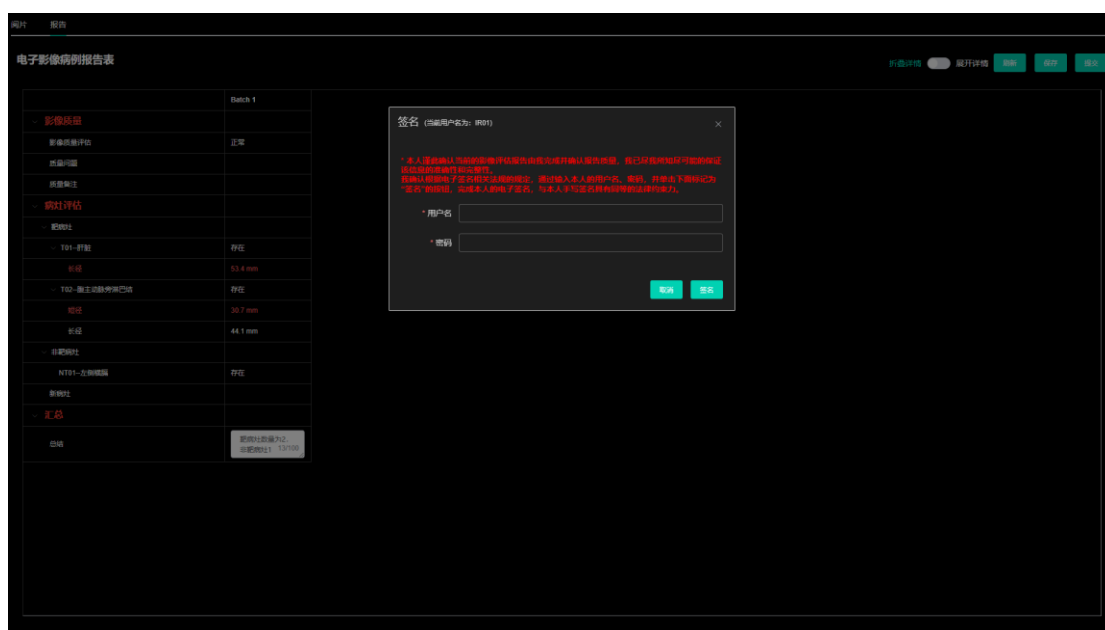 阅片 报告
电子影像病例报告表
折叠详情 展开详情 刷新 保存 提交
Batch 1
影像质量
影像质量评估 正常
质量问题
质量备注
病灶评估
靶病灶
T01--肝脏 存在
长径 53.4 mm
T02--腹主动脉旁淋巴结 存在
短径 38.7 mm
长径 44.1 mm
非靶病灶
NT01--左侧髂膈 存在
新病灶
汇总
总结 靶病灶数量为2,
非靶病灶1 13/100
签名 (当前用户名为: IR01)
* 本人谨此确认当前的影像评估报告由我完成并确认报告质量,我已尽我所知尽可能的保证
该信息的准确性和完整性。
我确认根据电子签名相关法规的规定,通过输入本人的用户名、密码,并单击下面标记为
“签名”的按钮,完成本人的电子签名,与本人手写签名具有同等的法律约束力。
* 用户名
* 密码
取消 签名